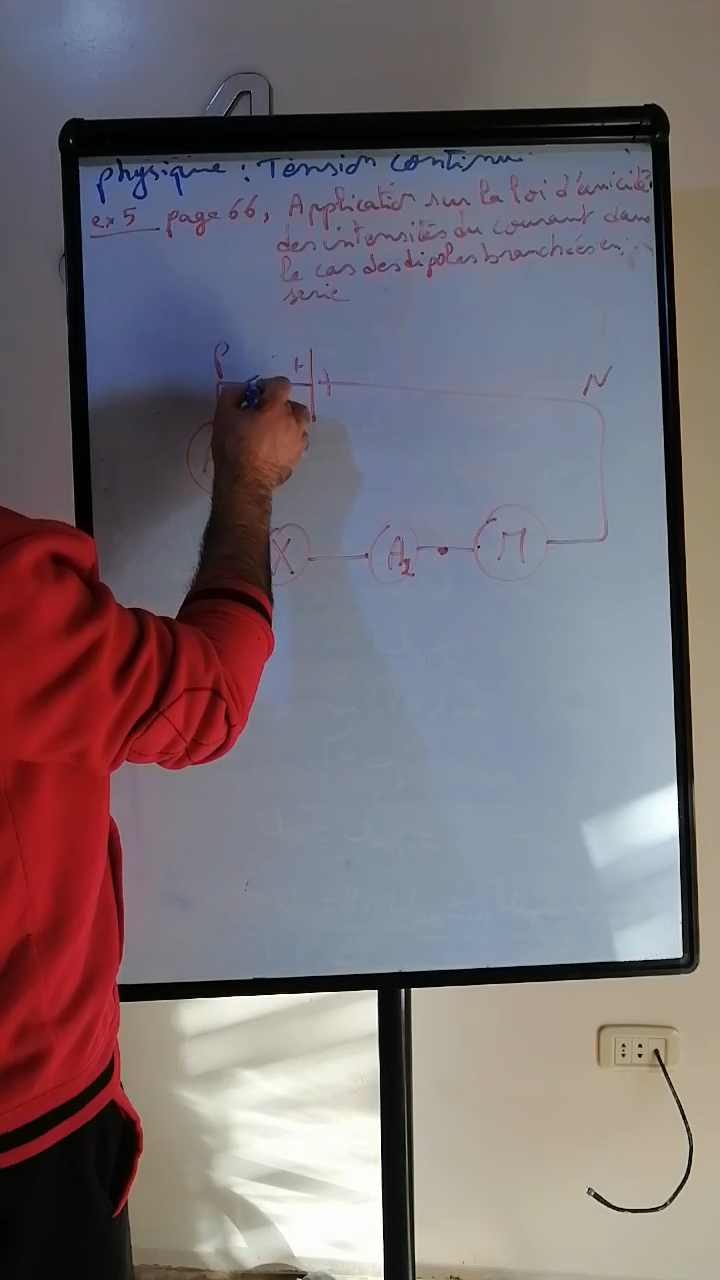 physique : Tension continu
ex 5 page 66, Application sur la loi d'unicité
des intensités du courant dans
le cas des dipoles branchées en
serie
P
+
N
X
A2
M